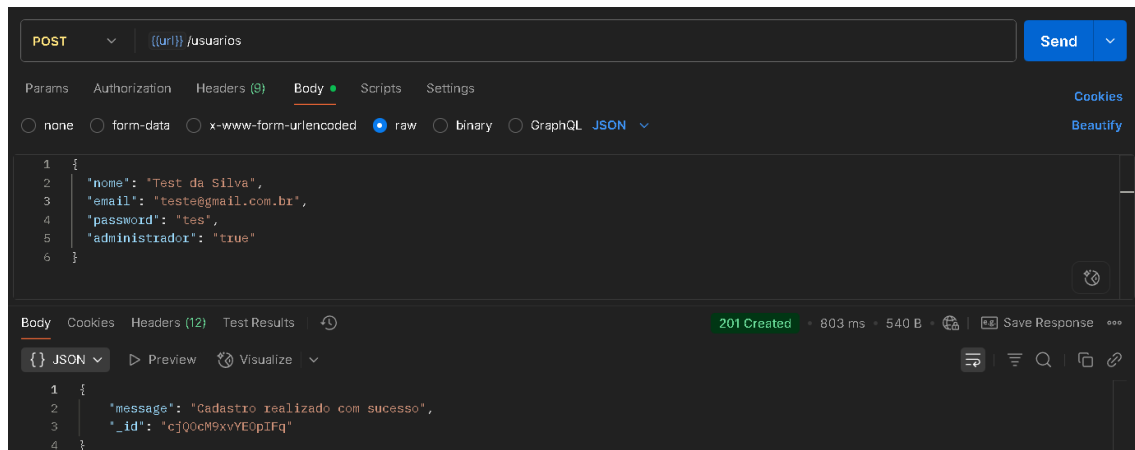 POST {{url}} /usuarios Send
Params Authorization Headers (9) Body Scripts Settings Cookies
none form-data x-www-form-urlencoded raw binary GraphQL JSON Beautify
1 {
2 "nome": "Test da Silva",
3 "email": "teste@gmail.com.br",
4 "password": "tes",
5 "administrador": "true"
6 }
Body Cookies Headers (12) Test Results 201 Created • 803 ms • 540 B • e.g. Save Response
{} JSON Preview Visualize
1 {
2 "message": "Cadastro realizado com sucesso",
3 "_id": "cjQOcM9xvYEOpIFq"
4 }